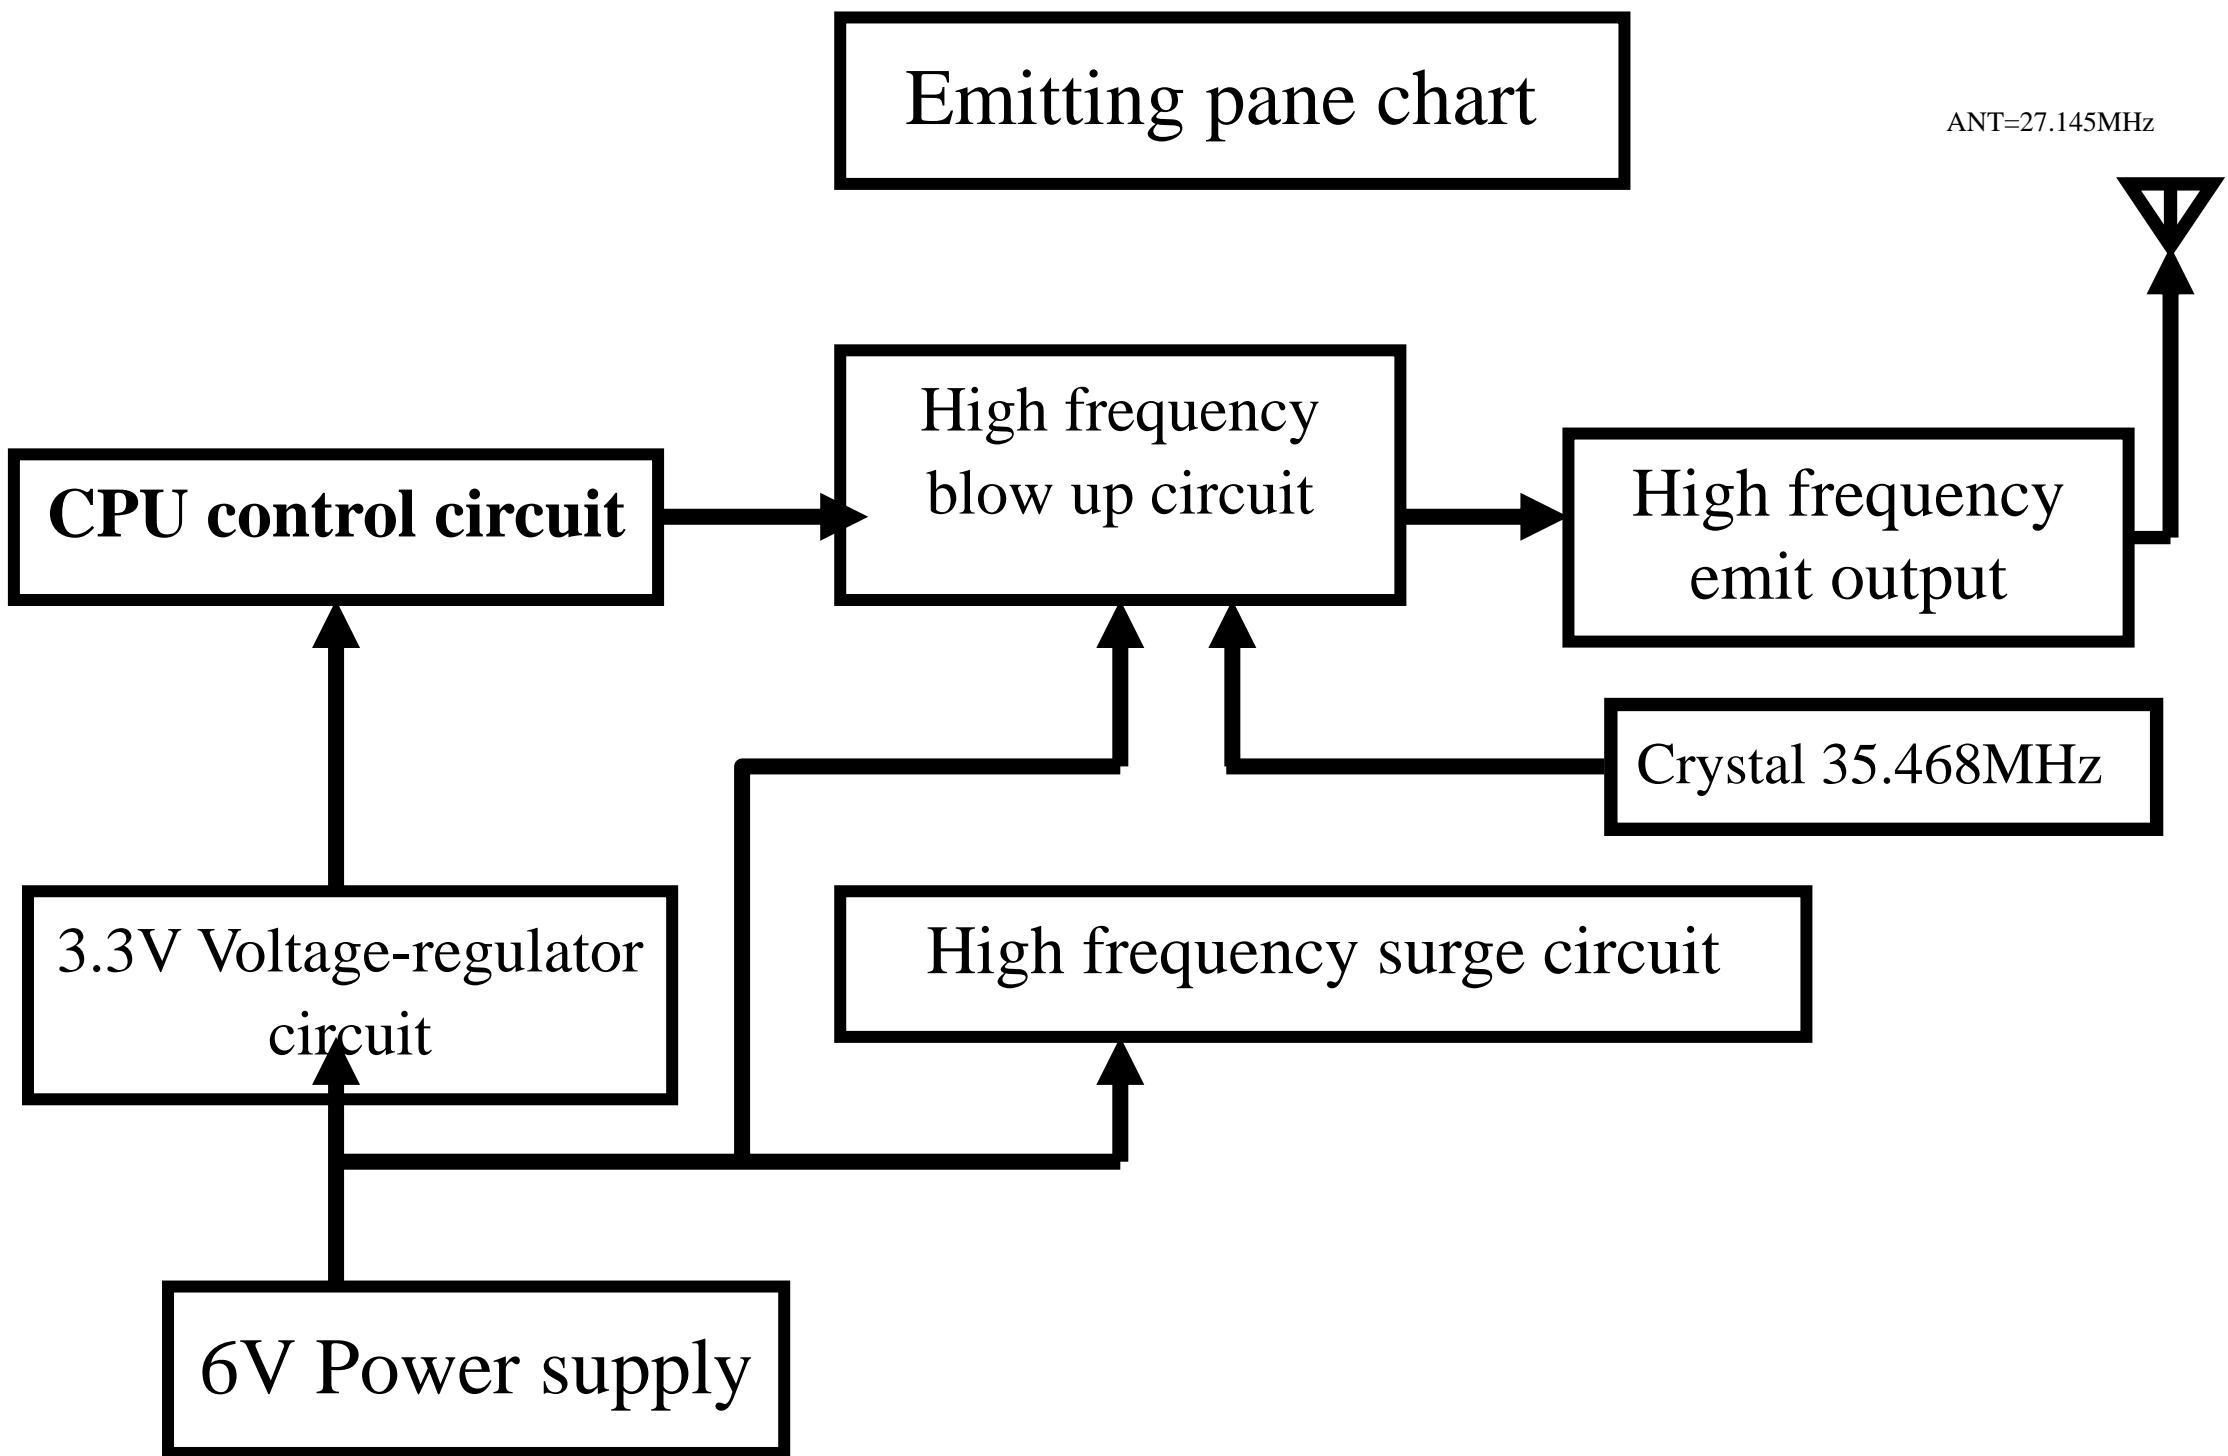 Emitting pane chart
ANT=27.145MHz
High frequency
blow up circuit
CPU control circuit
High frequency
emit output
Crystal 35.468MHz
3.3V Voltage-regulator
circuit
High frequency surge circuit
6V Power supply